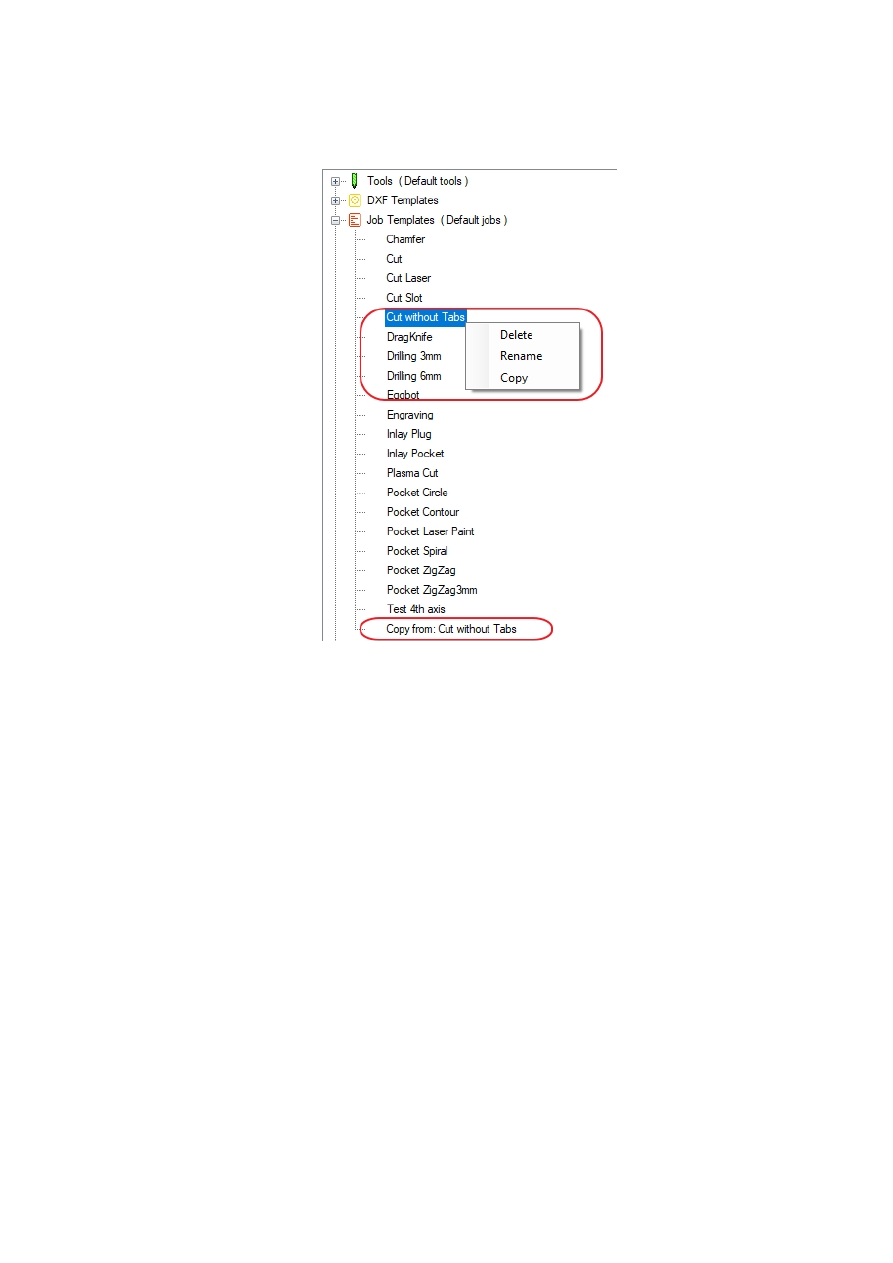 Tools ( Default tools )
DXF Templates
Job Templates ( Default jobs )
Chamfer
Cut
Cut Laser
Cut Slot
Cut without Tabs
Delete
DragKnife
Rename
Drilling 3mm
Drilling 6mm
Copy
Eggbot
Engraving
Inlay Plug
Inlay Pocket
Plasma Cut
Pocket Circle
Pocket Contour
Pocket Laser Paint
Pocket Spiral
Pocket ZigZag
Pocket ZigZag3mm
Test 4th axis
Copy from: Cut without Tabs